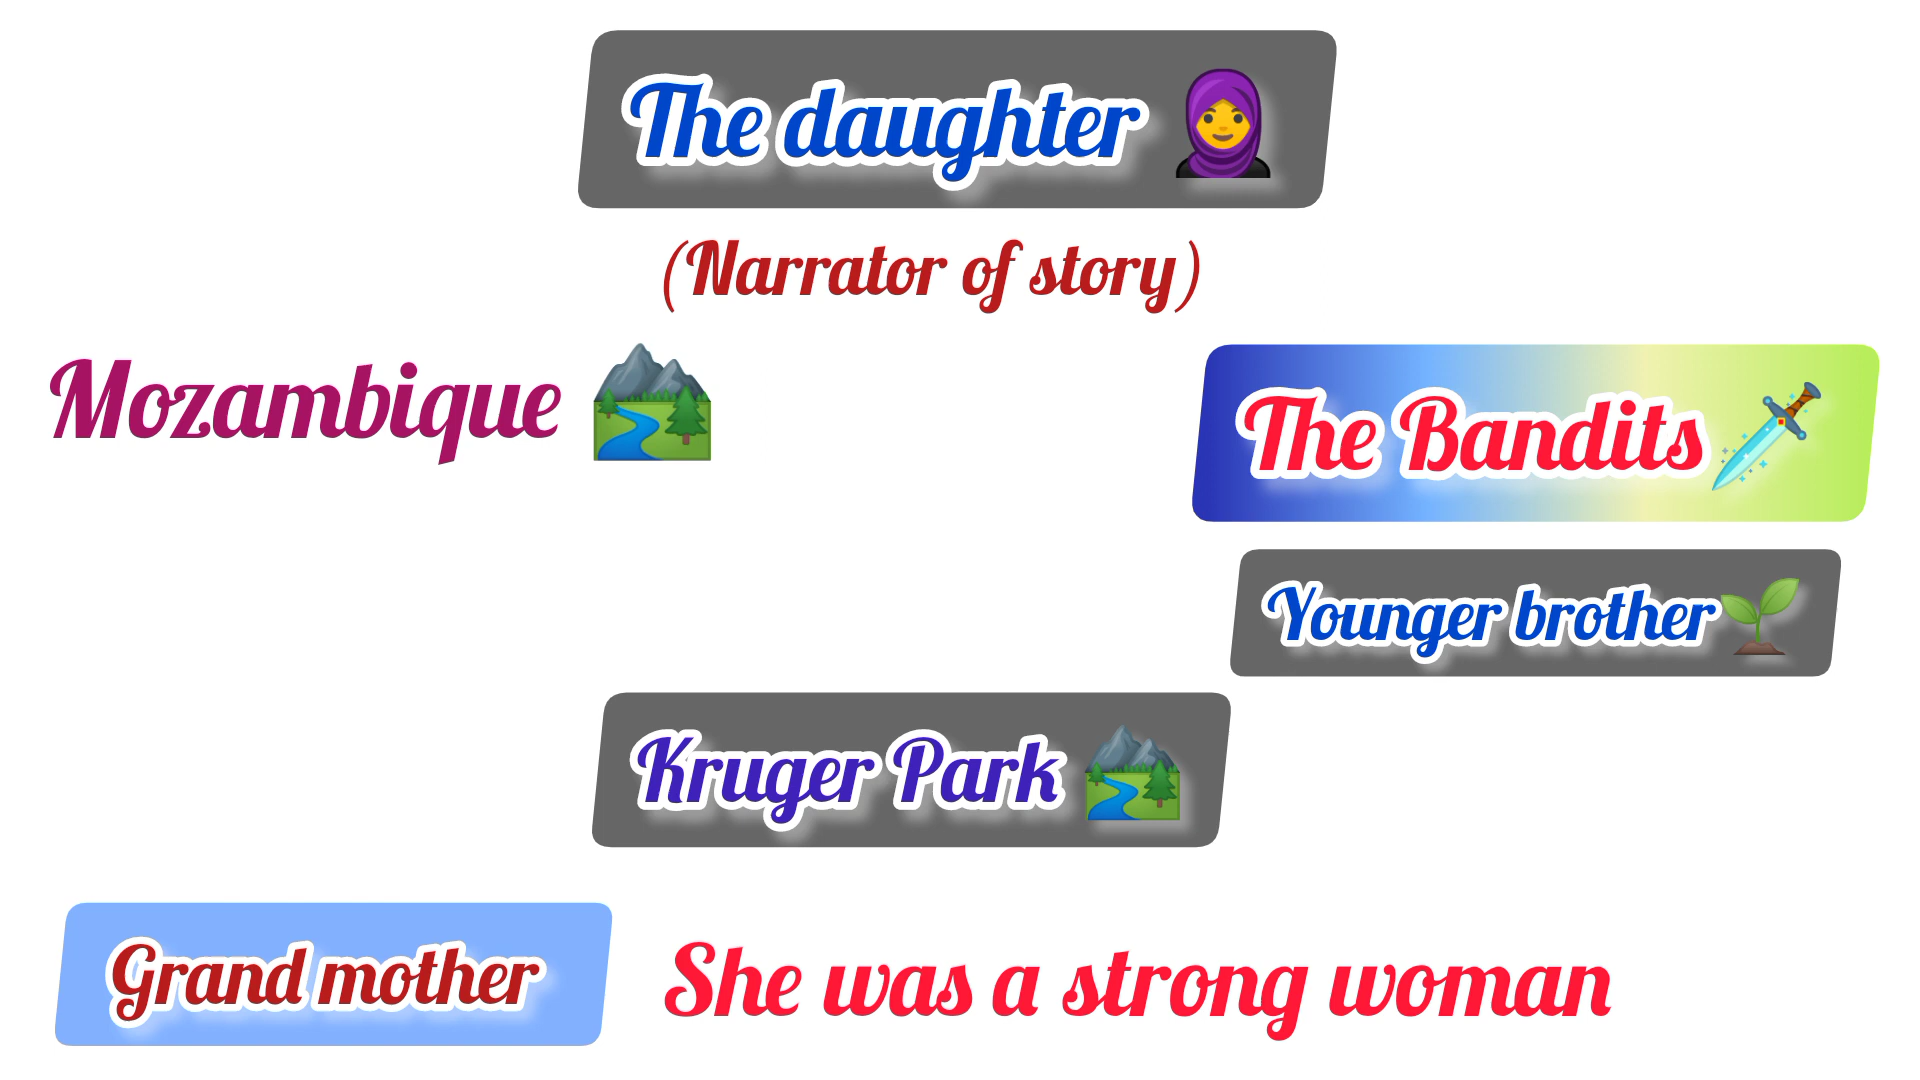 The daughter
(Narrator of story)
Mozambique
The Bandits
Younger brother
Kruger Park
Grand mother
She was a strong woman